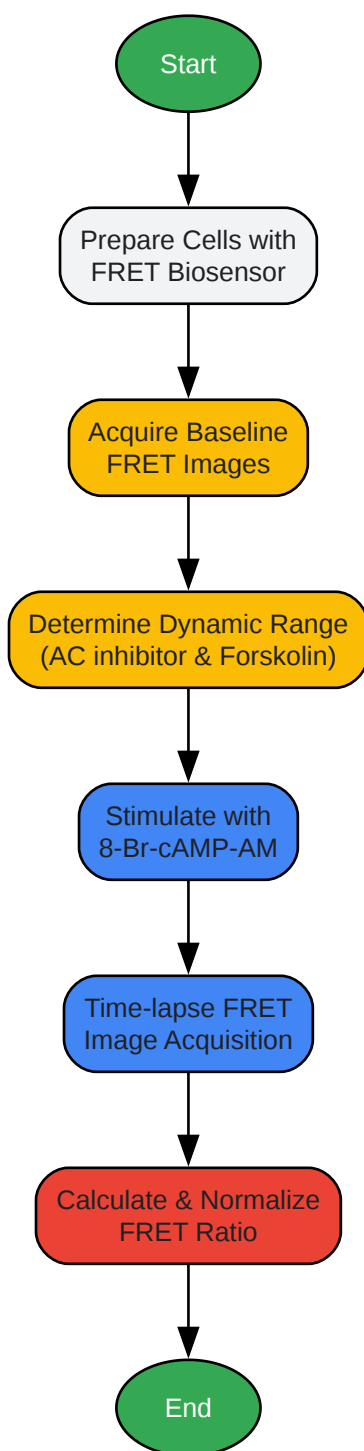 Start
Prepare Cells with
FRET Biosensor
Acquire Baseline
FRET Images
Determine Dynamic Range
(AC inhibitor & Forskolin)
Stimulate with
8-Br-cAMP-AM
Time-lapse FRET
Image Acquisition
Calculate & Normalize
FRET Ratio
End